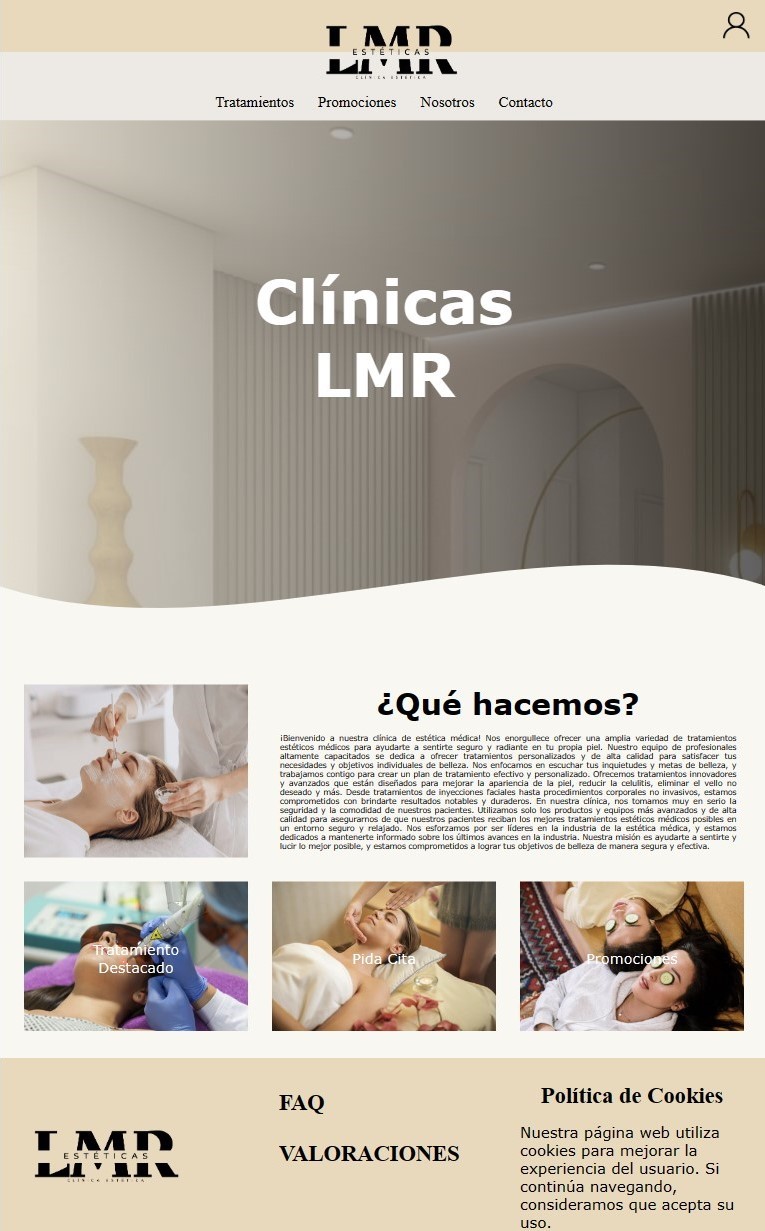 LMR
ESTÉTICAS
CLÍNICA ESTÉTICA
Tratamientos Promociones Nosotros Contacto
Clínicas
LMR
¿Qué hacemos?
¡Bienvenido a nuestra clínica de estética médica! Nos enorgullece ofrecer una amplia variedad de tratamientos
estéticos médicos para ayudarte a sentirte seguro y radiante en tu propia piel. Nuestro equipo de profesionales
altamente capacitados se dedica a ofrecer tratamientos personalizados y de alta calidad para satisfacer tus
necesidades y objetivos individuales de belleza. Nos enfocamos en escuchar tus inquietudes y metas de belleza, y
trabajamos contigo para crear un plan de tratamiento efectivo y personalizado. Ofrecemos tratamientos innovadores
y avanzados que están diseñados para mejorar la apariencia de la piel, reducir la celulitis, eliminar el vello no
deseado y más. Desde tratamientos de inyecciones faciales hasta procedimientos corporales no invasivos, estamos
comprometidos con brindarte resultados notables y duraderos. En nuestra clínica, nos tomamos muy en serio la
seguridad y la comodidad de nuestros pacientes. Utilizamos solo los productos y equipos más avanzados y de alta
calidad para asegurarnos de que nuestros pacientes reciban los mejores tratamientos estéticos médicos posibles en
un entorno seguro y relajado. Nos esforzamos por ser líderes en la industria de la estética médica, y estamos
dedicados a mantenerte informado sobre los últimos avances en la industria. Nuestra misión es ayudarte a sentirte y
lucir lo mejor posible, y estamos comprometidos a lograr tus objetivos de belleza de manera segura y efectiva.
Tratamiento
Destacado
Pida Cita
Promociones
LMR
ESTÉTICAS
CLÍNICA ESTÉTICA
FAQ
VALORACIONES
Política de Cookies
Nuestra página web utiliza
cookies para mejorar la
experiencia del usuario. Si
continúa navegando,
consideramos que acepta su
uso.